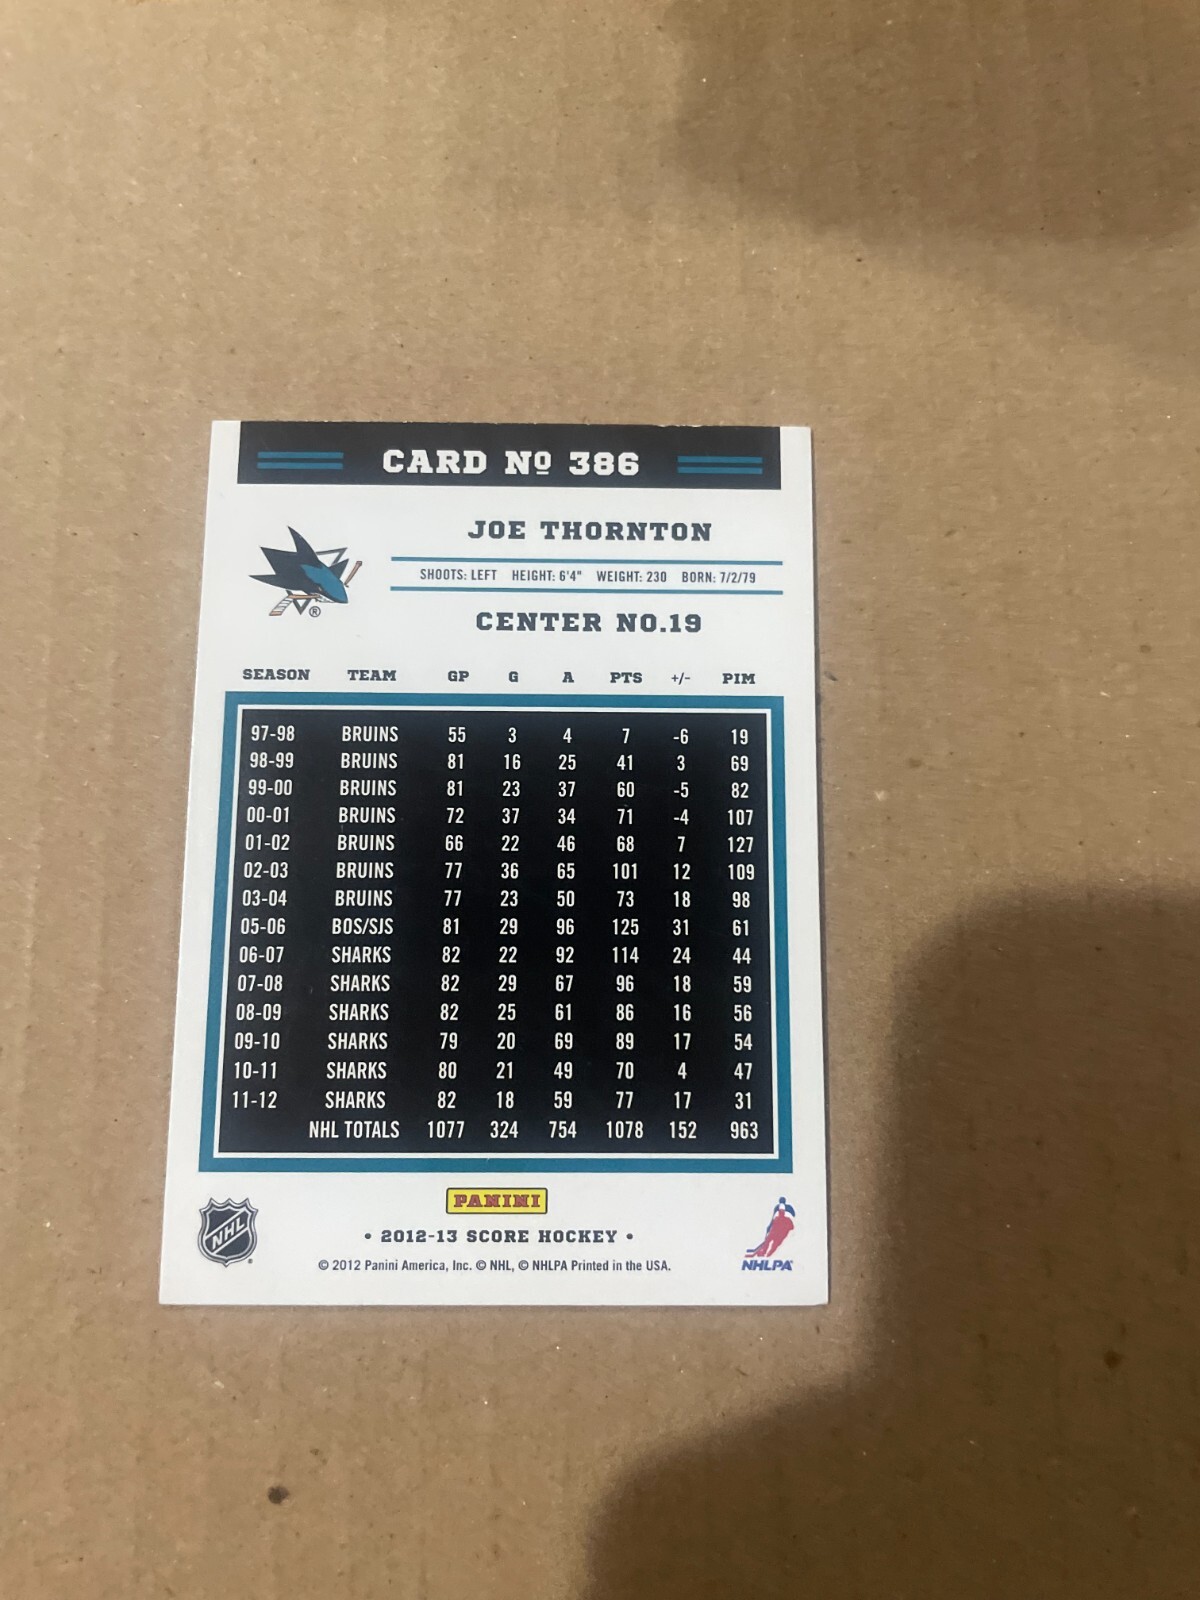 CARD Nº 386
JOE THORNTON
SHOOTS: LEFT HEIGHT: 6'4" WEIGHT: 230 BORN: 7/2/79
CENTER NO.19
SEASON TEAM GP G A PTS +/- PIM
97-98 BRUINS 55 3 4 7 -6 19
98-99 BRUINS 81 16 25 41 3 69
99-00 BRUINS 81 23 37 60 -5 82
00-01 BRUINS 72 37 34 71 -4 107
01-02 BRUINS 66 22 46 68 7 127
02-03 BRUINS 77 36 65 101 12 109
03-04 BRUINS 77 23 50 73 18 98
05-06 BOS/SJS 81 29 96 125 31 61
06-07 SHARKS 82 22 92 114 24 44
07-08 SHARKS 82 29 67 96 18 59
08-09 SHARKS 82 25 61 86 16 56
09-10 SHARKS 79 20 69 89 17 54
10-11 SHARKS 80 21 49 70 4 47
11-12 SHARKS 82 18 59 77 17 31
NHL TOTALS 1077 324 754 1078 152 963
PANINI
NHL
• 2012-13 SCORE HOCKEY •
© 2012 Panini America, Inc. © NHL, © NHLPA Printed in the USA.
NHLPA